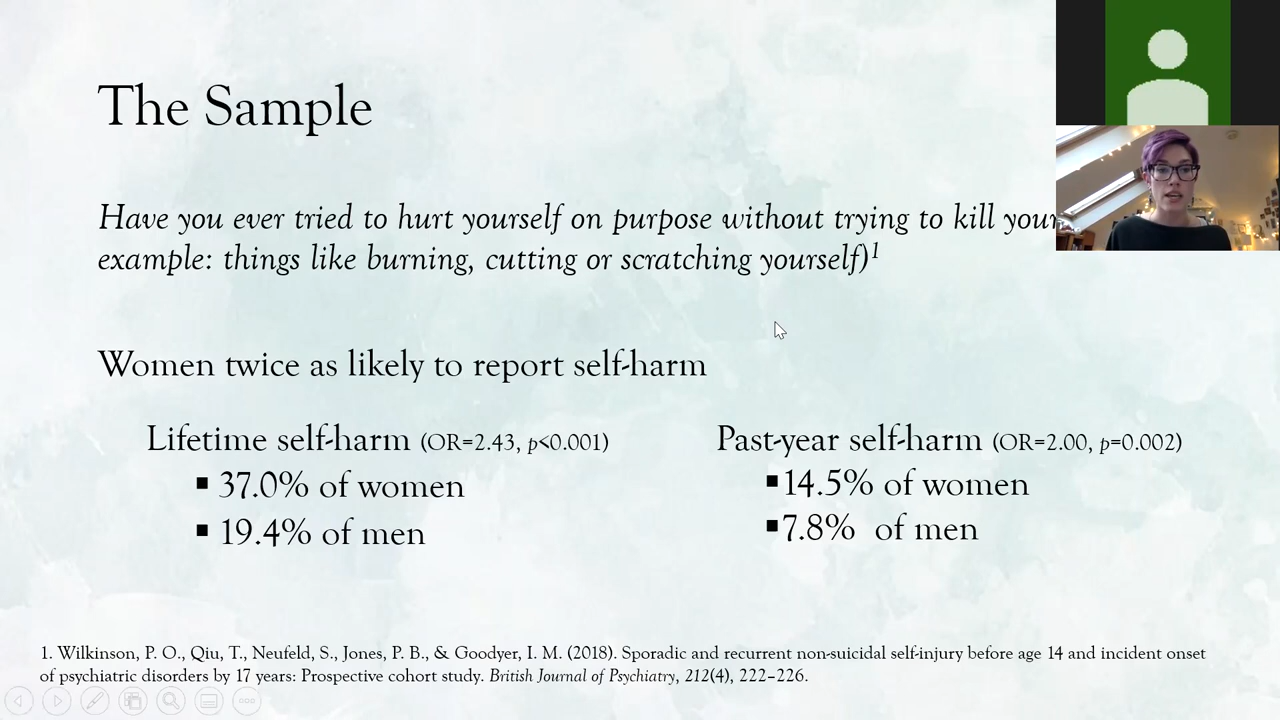 The Sample
Have you ever tried to hurt yourself on purpose without trying to kill
example: things like burning, cutting or scratching yourself)1
Women twice as likely to report self-harm
Lifetime self-harm (OR=2.43, p<0.001)
▪ 37.0% of women
▪ 19.4% of men
Past-year self-harm (OR=2.00, p=0.002)
▪14.5% of women
▪7.8% of men
1. Wilkinson, P. O., Qiu, T., Neufeld, S., Jones, P. B., & Goodyer, I. M. (2018). Sporadic and recurrent non-suicidal self-injury before age 14 and incident onset
of psychiatric disorders by 17 years: Prospective cohort study. British Journal of Psychiatry, 212(4), 222–226.